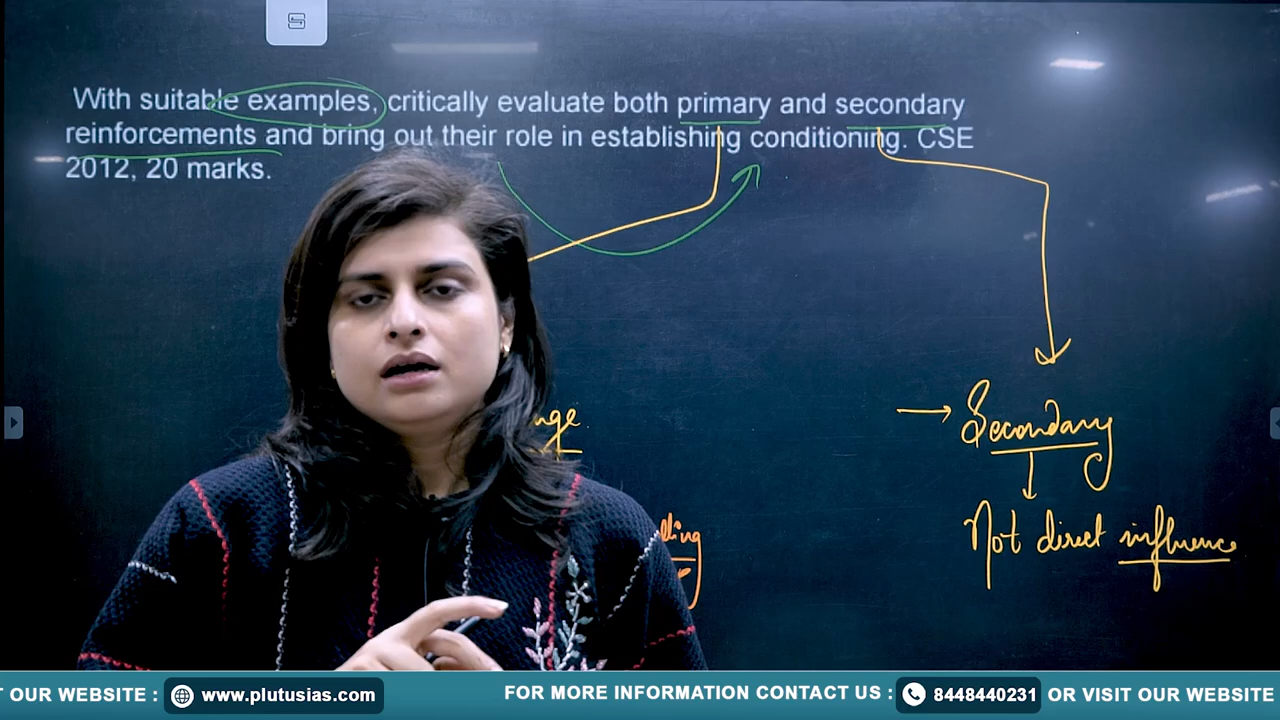 With suitable examples, critically evaluate both primary and secondary
reinforcements and bring out their role in establishing conditioning. CSE
2012, 20 marks.
Secondary
Not direct influence
OUR WEBSITE : www.plutusias.com FOR MORE INFORMATION CONTACT US : 8448440231 OR VISIT OUR WEBSITE